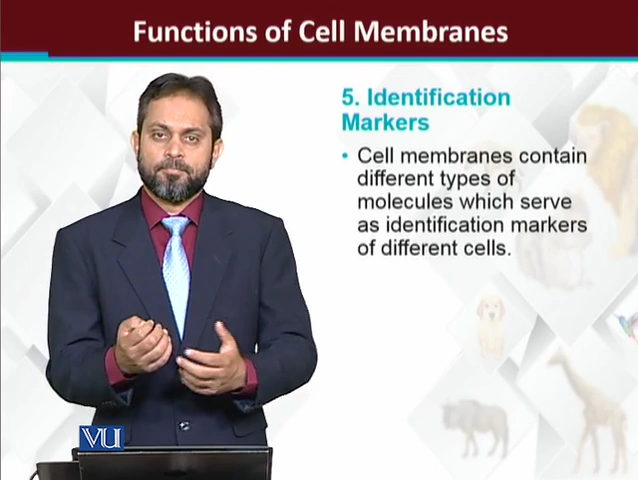 Functions of Cell Membranes
5. Identification
Markers
• Cell membranes contain
different types of
molecules which serve
as identification markers
of different cells.
VU